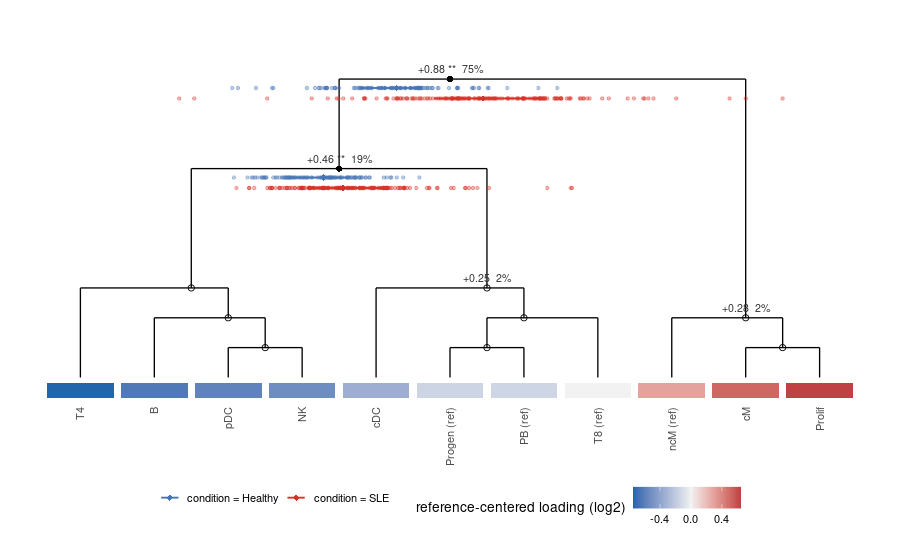 +0.88 ** 75%
+0.46 ** 19%
+0.25 2%
+0.28 2%
T4
B
pDC
NK
cDC
Progen (ref)
PB (ref)
T8 (ref)
ncM (ref)
cM
Prolif
condition = Healthy
condition = SLE
reference-centered loading (log2)
-0.4 0.0 0.4